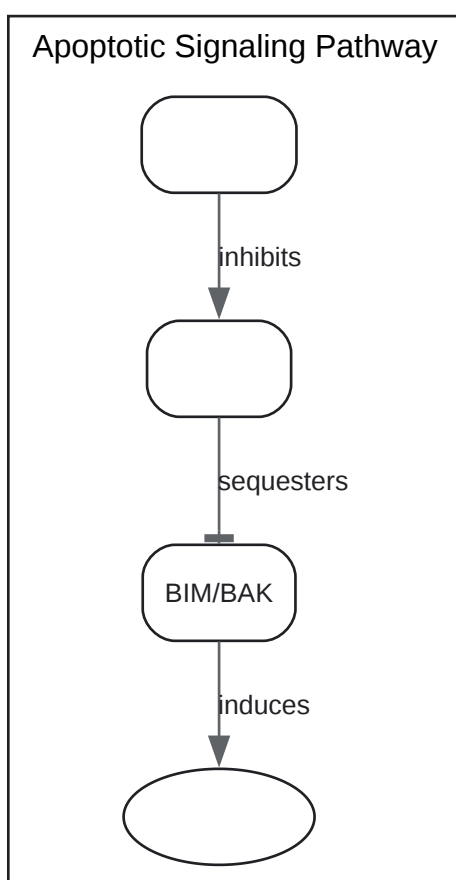 Apoptotic Signaling Pathway
inhibits
sequesters
BIM/BAK
induces